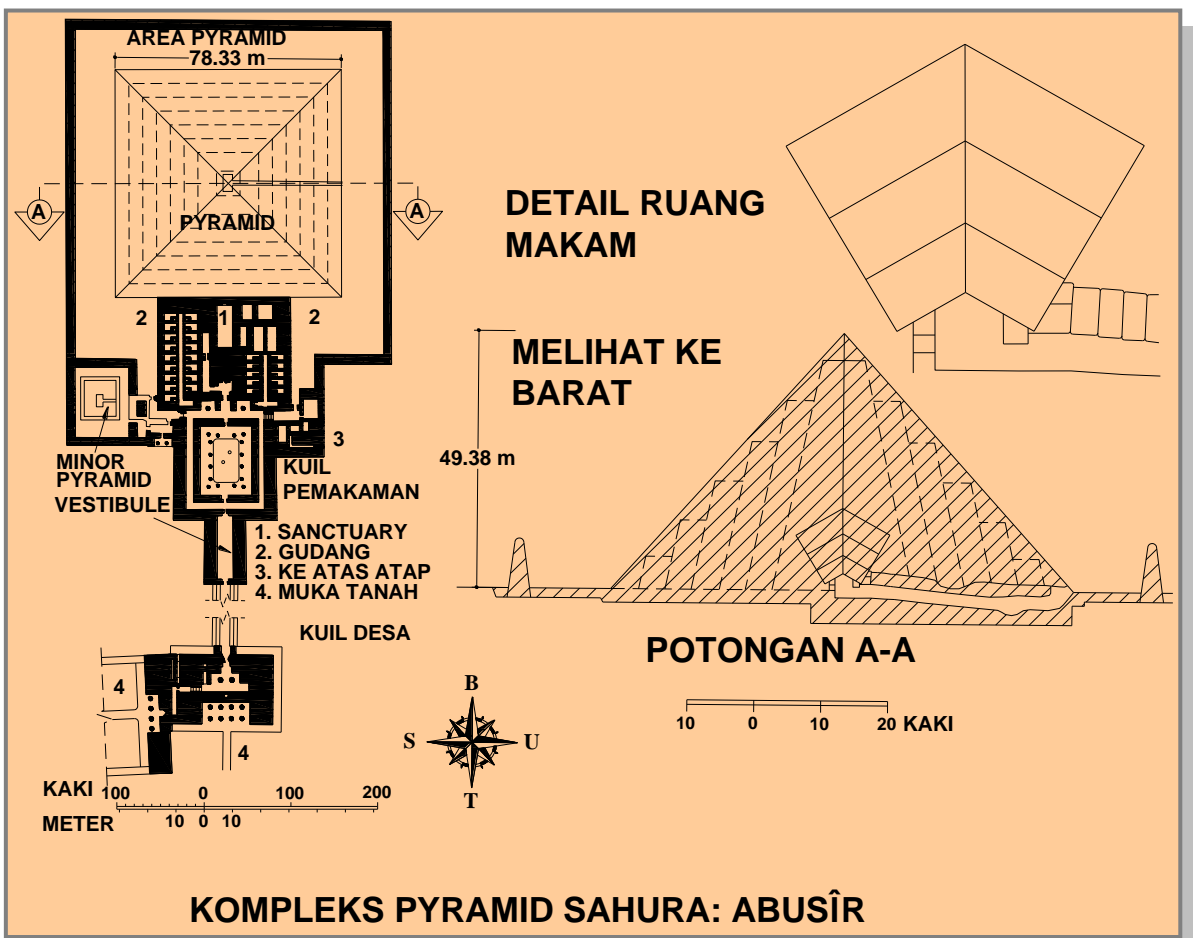 AREA PYRAMID
78.33 m
A
A
PYRAMID
2
1
2
3
MINOR
PYRAMID
VESTIBULE
KUIL
PEMAKAMAN
1. SANCTUARY
2. GUDANG
3. KE ATAS ATAP
4. MUKA TANAH
KUIL DESA
4
4
KAKI 100 0 100 200
METER 10 0 10
DETAIL RUANG
MAKAM
MELIHAT KE
BARAT
49.38 m
POTONGAN A-A
10 0 10 20 KAKI
B
S
U
T
KOMPLEKS PYRAMID SAHURA: ABUSÎR